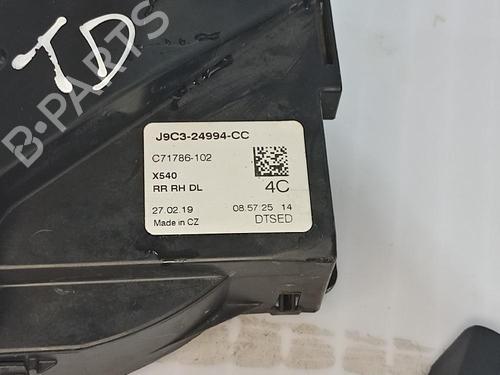 TD
B-PARTS
J9C3-24994-CC
C71786-102
X540
RR RH DL
4C
27.02.19 08:57:25 14
Made in CZ DTSED